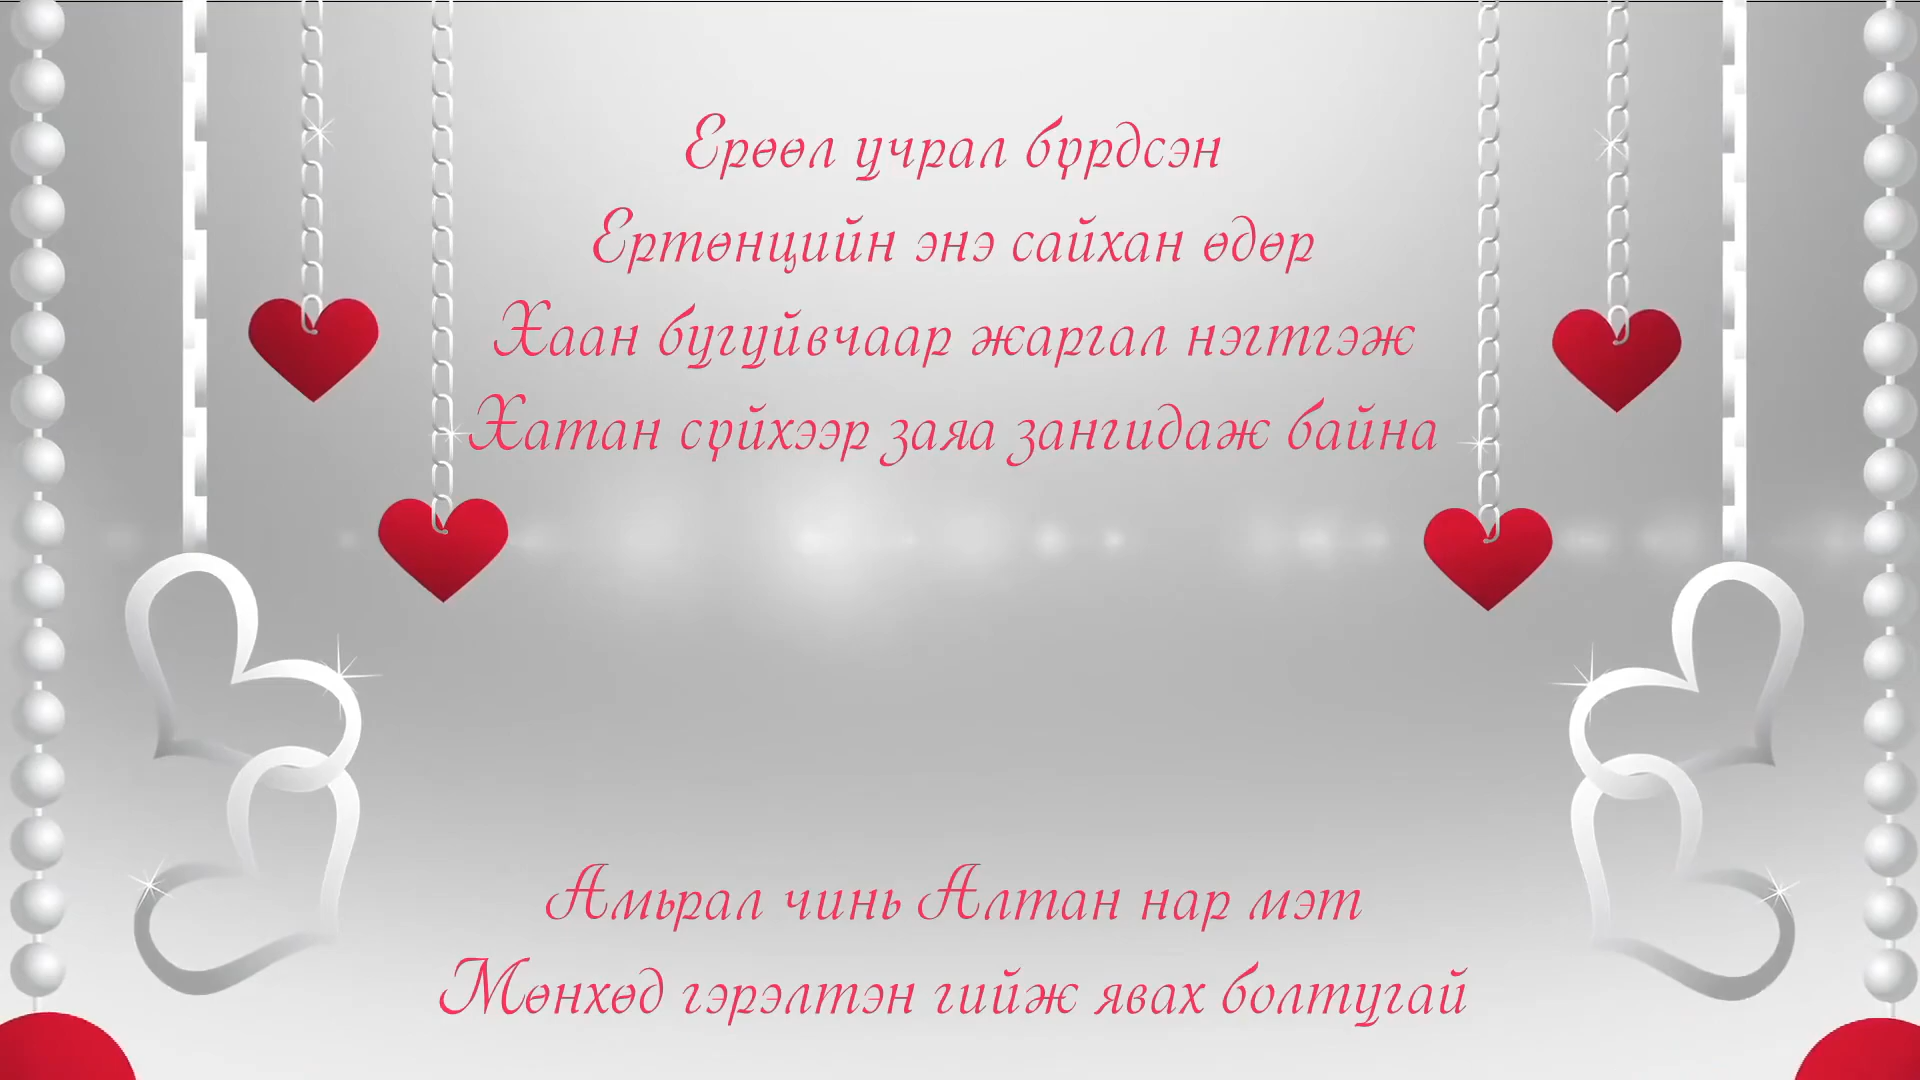 Ерөөл учрал бүрдсэн
Ертөнцийн энэ сайхан өдөр
Хаан бугуйвчаар жаргал нэгтгэж
Хатан сүйхээр заяа зангидаж байна
Амьрал чинь Алтан нар мэт
Мөнхөд гэрэлтэн гийж явах болтугай